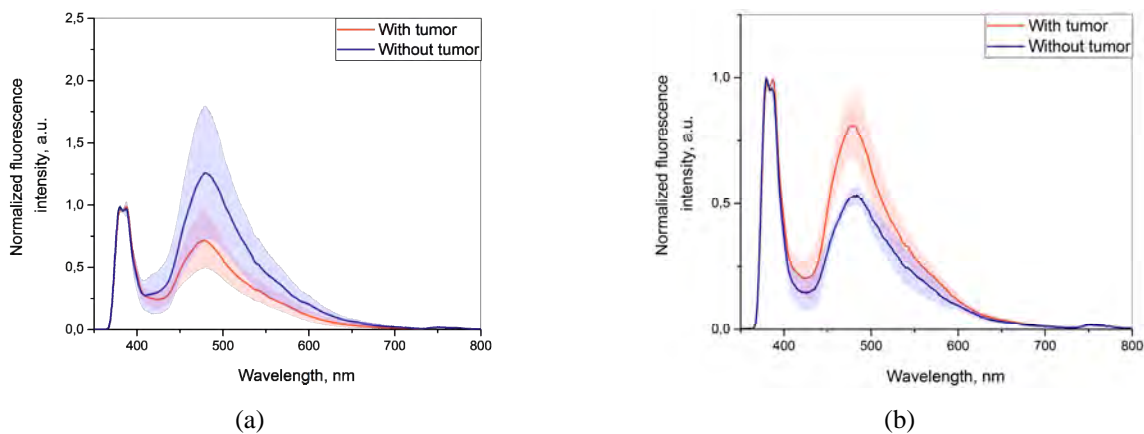 2,5
2,0
1,5
1,0
0,5
0,0
Normalized fluorescence
intensity, a.u.
With tumor
Without tumor
400 500 600 700 800
Wavelength, nm
(a)
1,0
0,5
0,0
Normalized fluorescence
intensity, a.u.
With tumor
Without tumor
400 500 600 700 800
Wavelength, nm
(b)